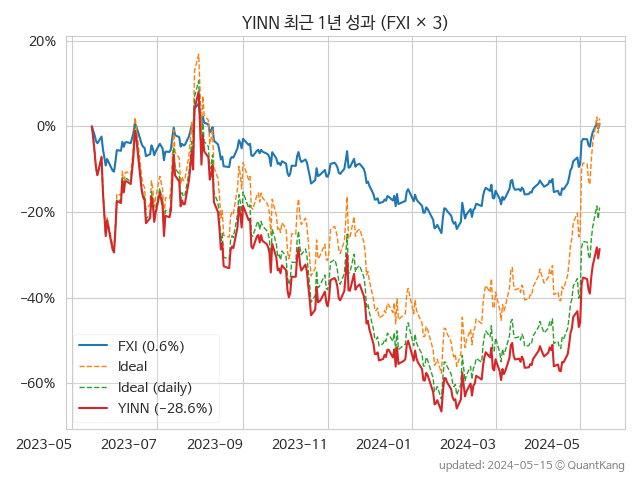 YINN 최근 1년 성과 (FXI × 3)
20%
0%
−20%
−40%
−60%
FXI (0.6%)
Ideal
Ideal (daily)
YINN (−28.6%)
2023-05 2023-07 2023-09 2023-11 2024-01 2024-03 2024-05
updated: 2024-05-15 ⓒ QuantKang